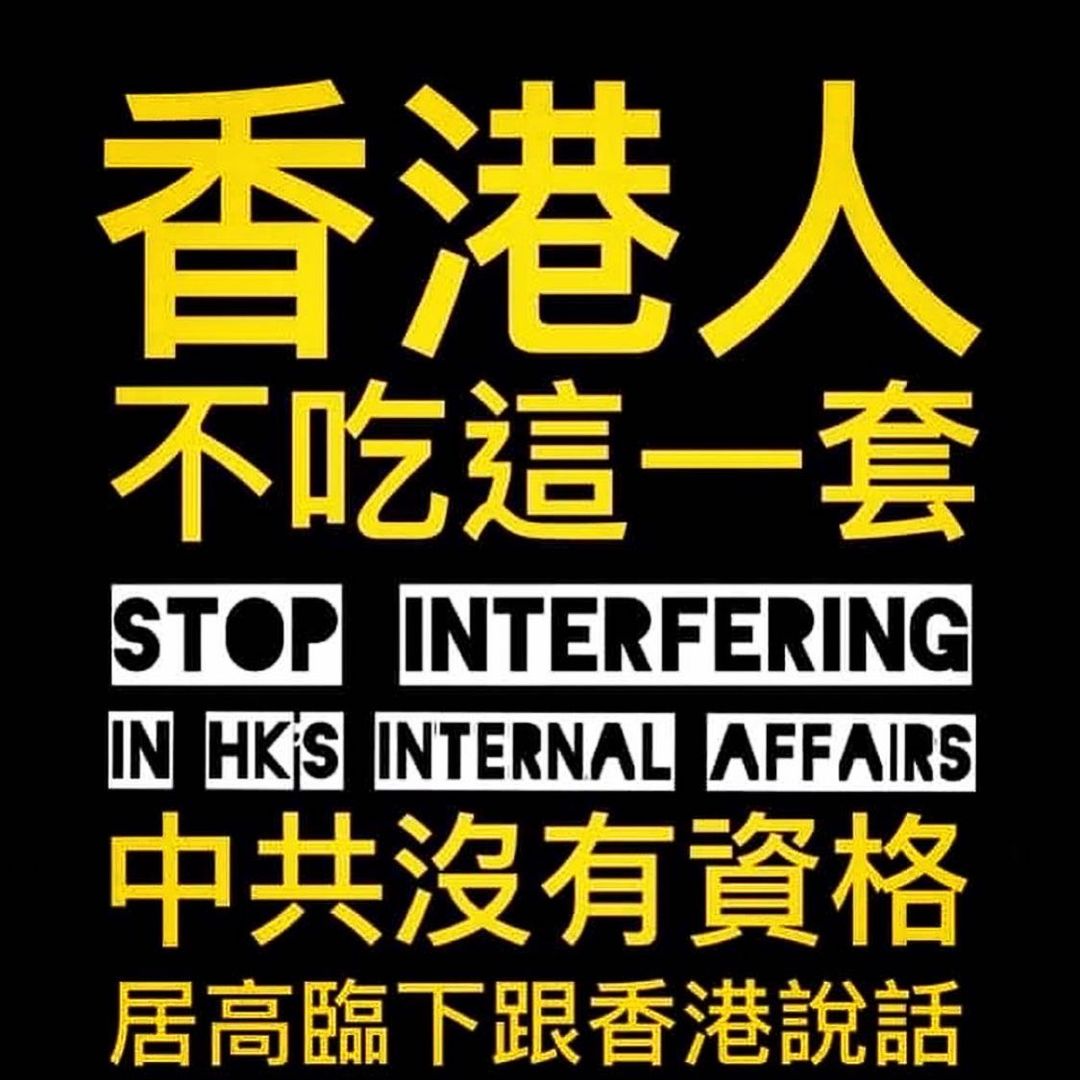 香港人
不吃這一套
STOP INTERFERING
IN HK'S INTERNAL AFFAIRS
中共沒有資格
居高臨下跟香港說話